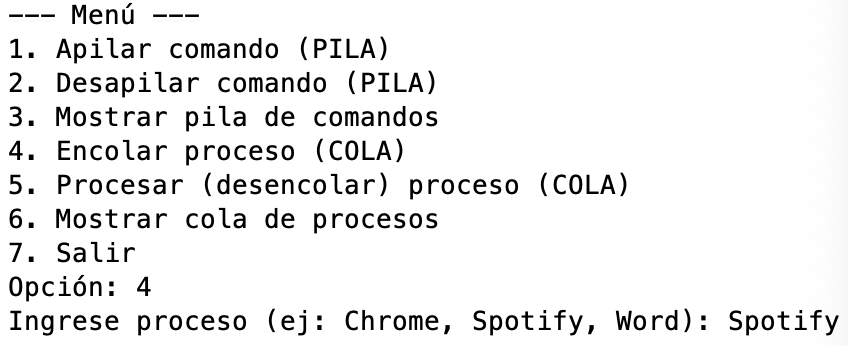 --- Menú ---
1. Apilar comando (PILA)
2. Desapilar comando (PILA)
3. Mostrar pila de comandos
4. Encolar proceso (COLA)
5. Procesar (desencolar) proceso (COLA)
6. Mostrar cola de procesos
7. Salir
Opción: 4
Ingrese proceso (ej: Chrome, Spotify, Word): Spotify